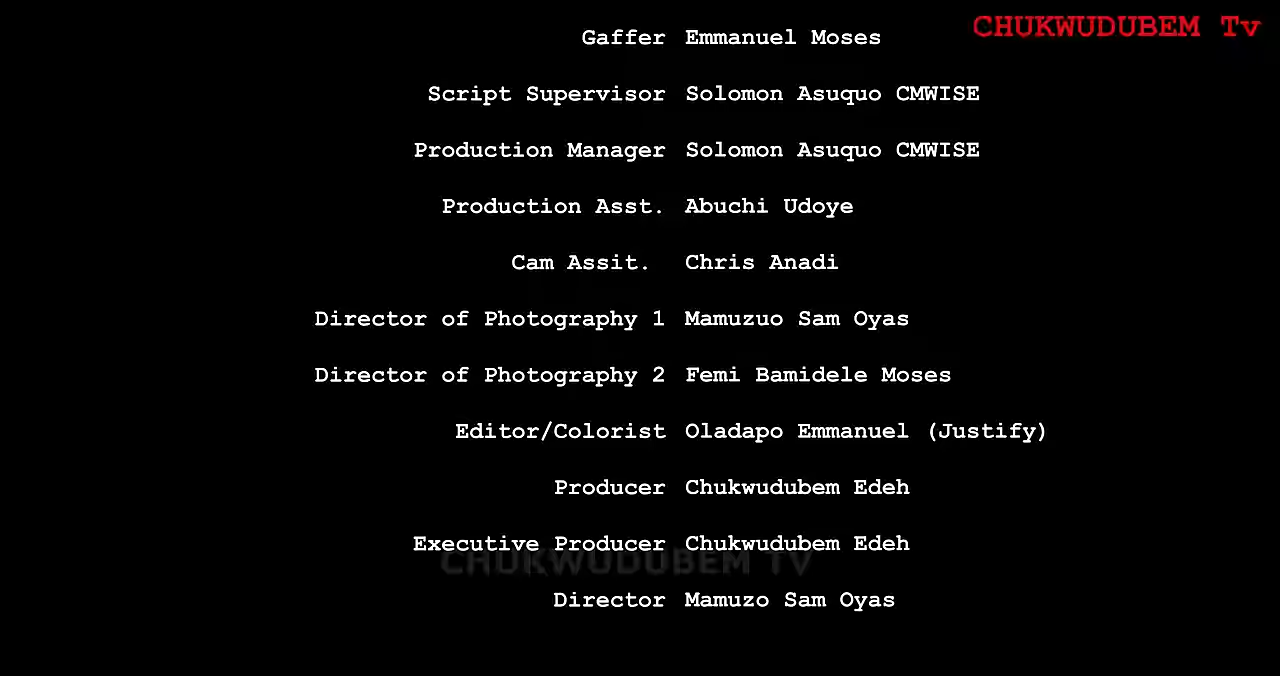 CHUKWUDUBEM Tv
Gaffer Emmanuel Moses
Script Supervisor Solomon Asuquo CMWISE
Production Manager Solomon Asuquo CMWISE
Production Asst. Abuchi Udoye
Cam Assit. Chris Anadi
Director of Photography 1 Mamuzuo Sam Oyas
Director of Photography 2 Femi Bamidele Moses
Editor/Colorist Oladapo Emmanuel (Justify)
Producer Chukwudubem Edeh
Executive Producer Chukwudubem Edeh
CHUKWUDUBEM TV
Director Mamuzo Sam Oyas